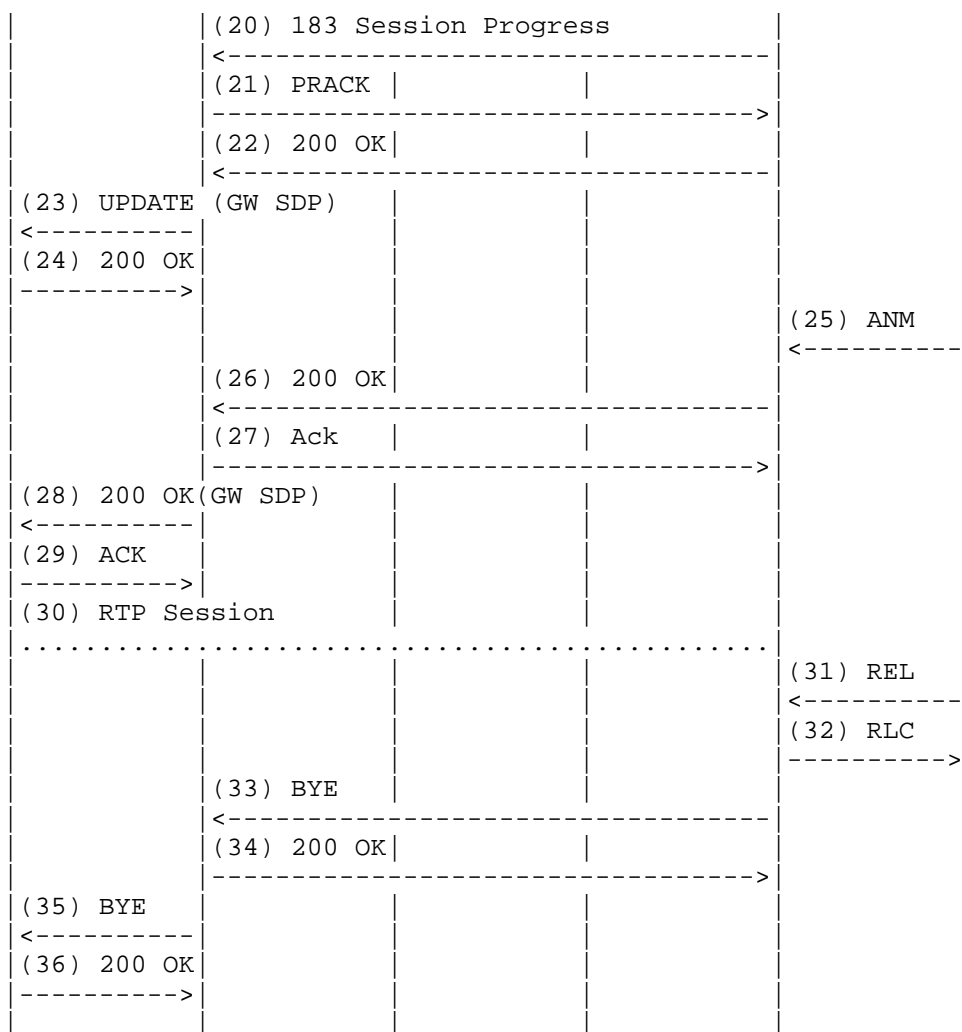 (20) 183 Session Progress
(21) PRACK
(22) 200 OK
(23) UPDATE (GW SDP)
(24) 200 OK
(25) ANM
(26) 200 OK
(27) Ack
(28) 200 OK(GW SDP)
(29) ACK
(30) RTP Session
(31) REL
(32) RLC
(33) BYE
(34) 200 OK
(35) BYE
(36) 200 OK